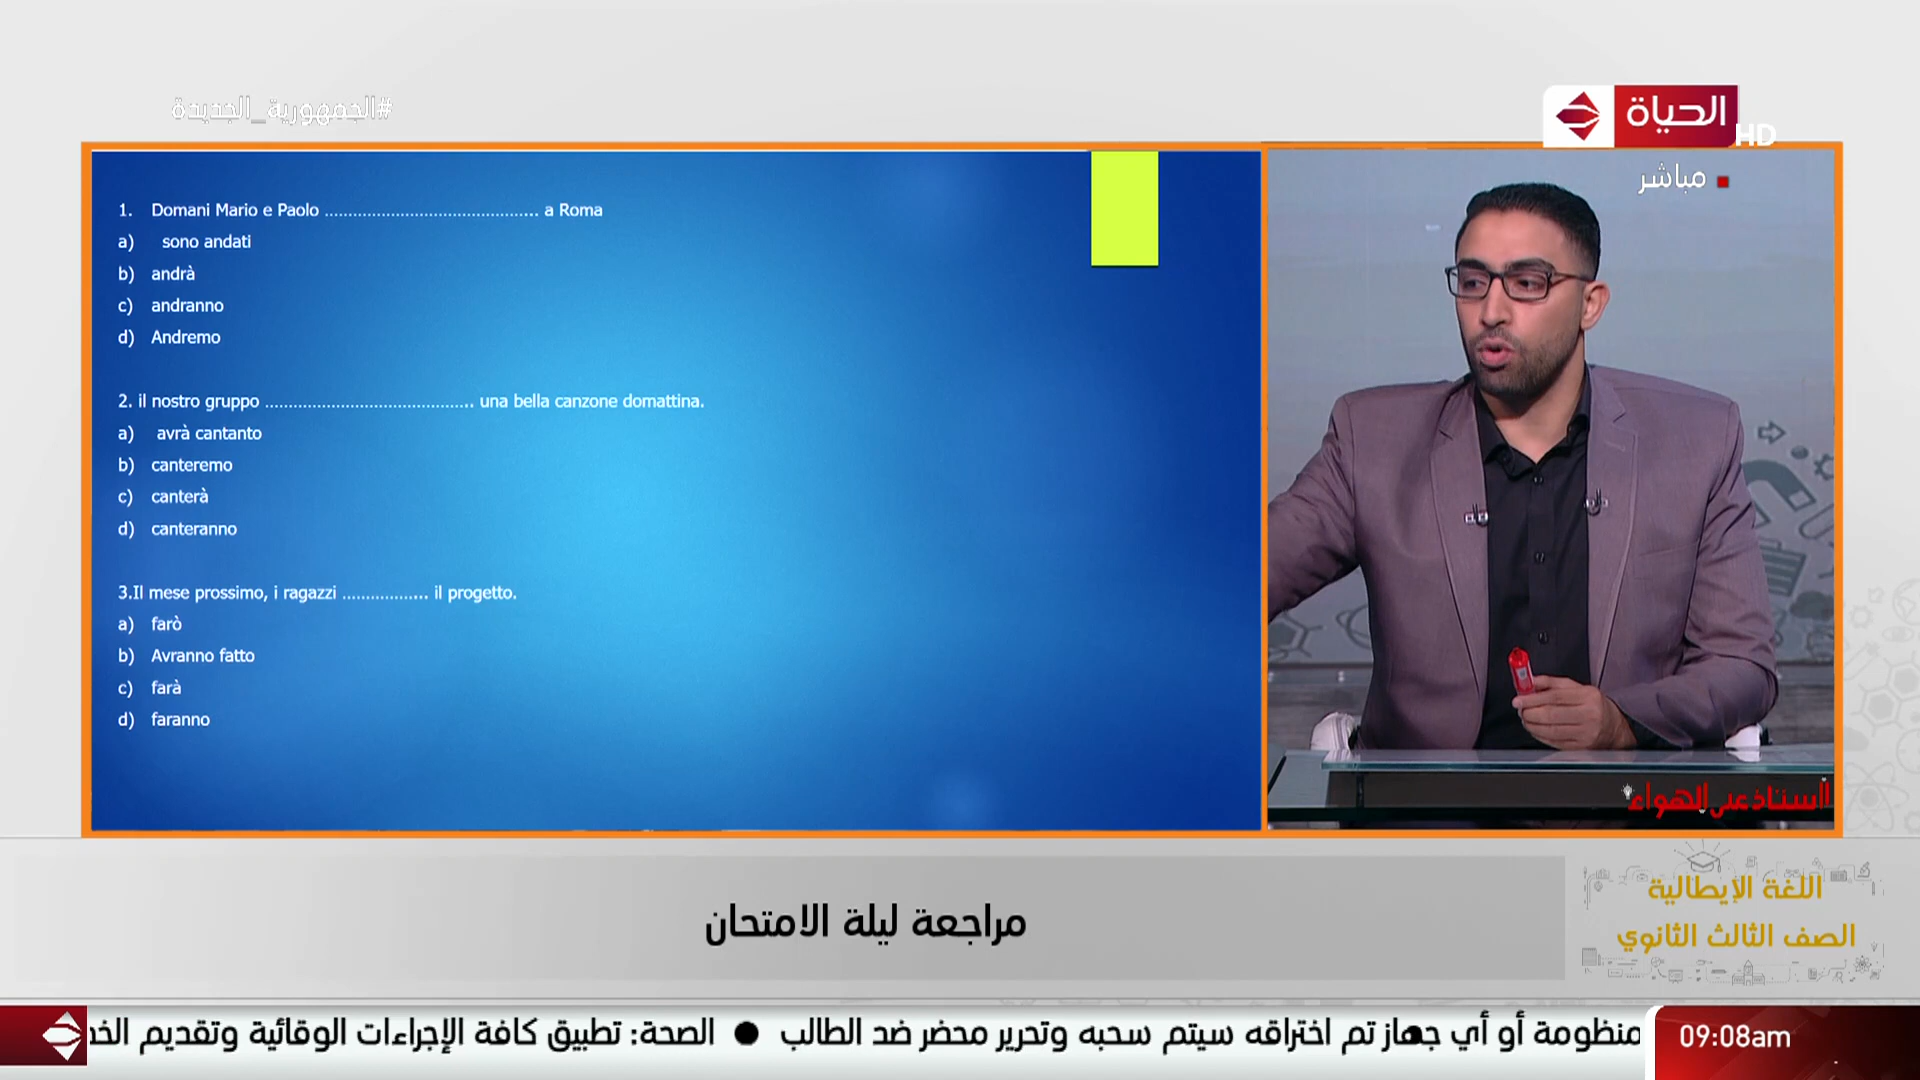 #الجمهورية_الجديدة
الحياة
HD
مباشر
1. Domani Mario e Paolo ............................................. a Roma
a) sono andati
b) andrà
c) andranno
d) Andremo
2. il nostro gruppo ............................................ una bella canzone domattina.
a) avrà cantanto
b) canteremo
c) canterà
d) canteranno
3.Il mese prossimo, i ragazzi .................. il progetto.
a) farò
b) Avranno fatto
c) farà
d) faranno
أستاذ على الهواء
اللغة الإيطالية
الصف الثالث الثانوي
مراجعة ليلة الامتحان
منظومة أو أي جهاز تم اختراقه سيتم سحبه وتحرير محضر ضد الطالب ● الصحة: تطبيق كافة الإجراءات الوقائية وتقديم
09:08am